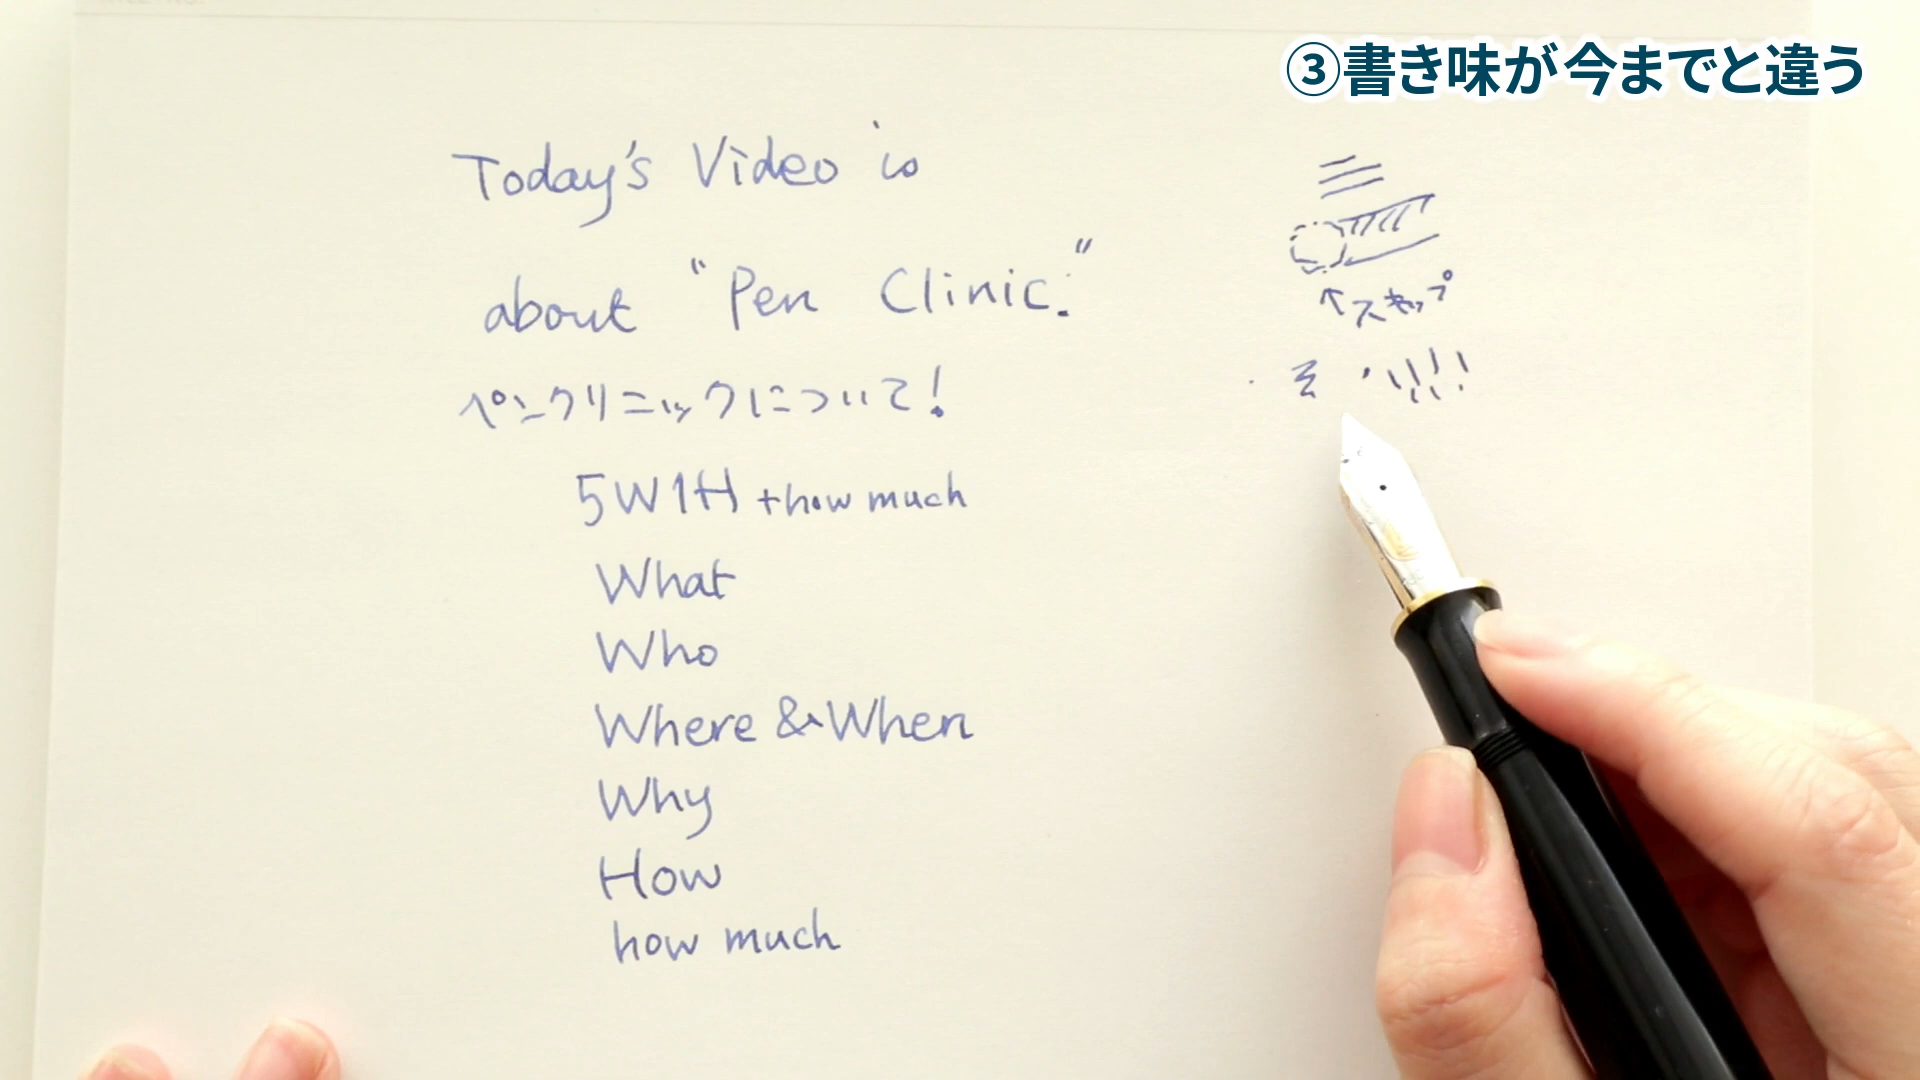 ③書き味が今までと違う
Today's Video is
about "Pen Clinic."
ペンクリニックについて!
5W1H +how much
What
Who
Where & When
Why
How
how much
↑スキップ